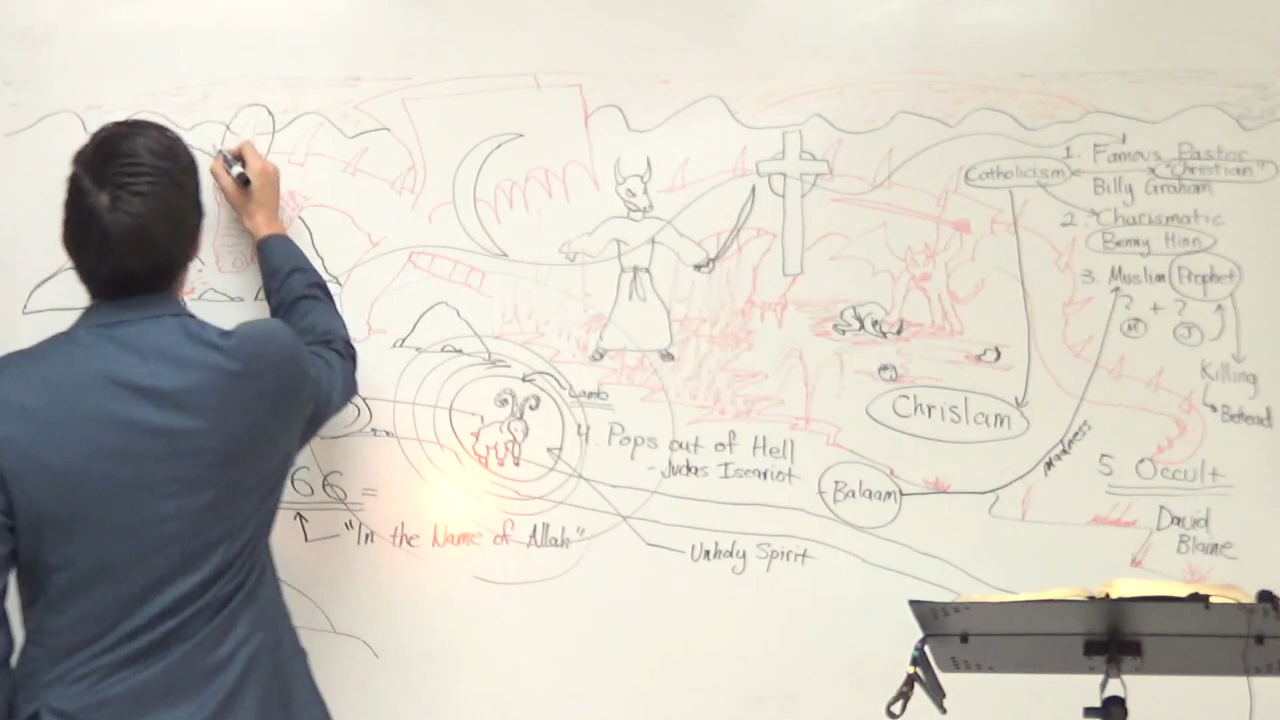 1. Famous Pastor
Catholicism
"Christian"
Billy Graham
2. Charismatic
Benny Hinn
3. Muslim Prophet
? + ?
M
J
Killing
Behead
Lamb
Chrislam
4. Pops out of Hell
- Judas Iscariot
Madness
5 Occult
Balaam
66 =
"In the Name of Allah"
David
Blaine
Unholy Spirit